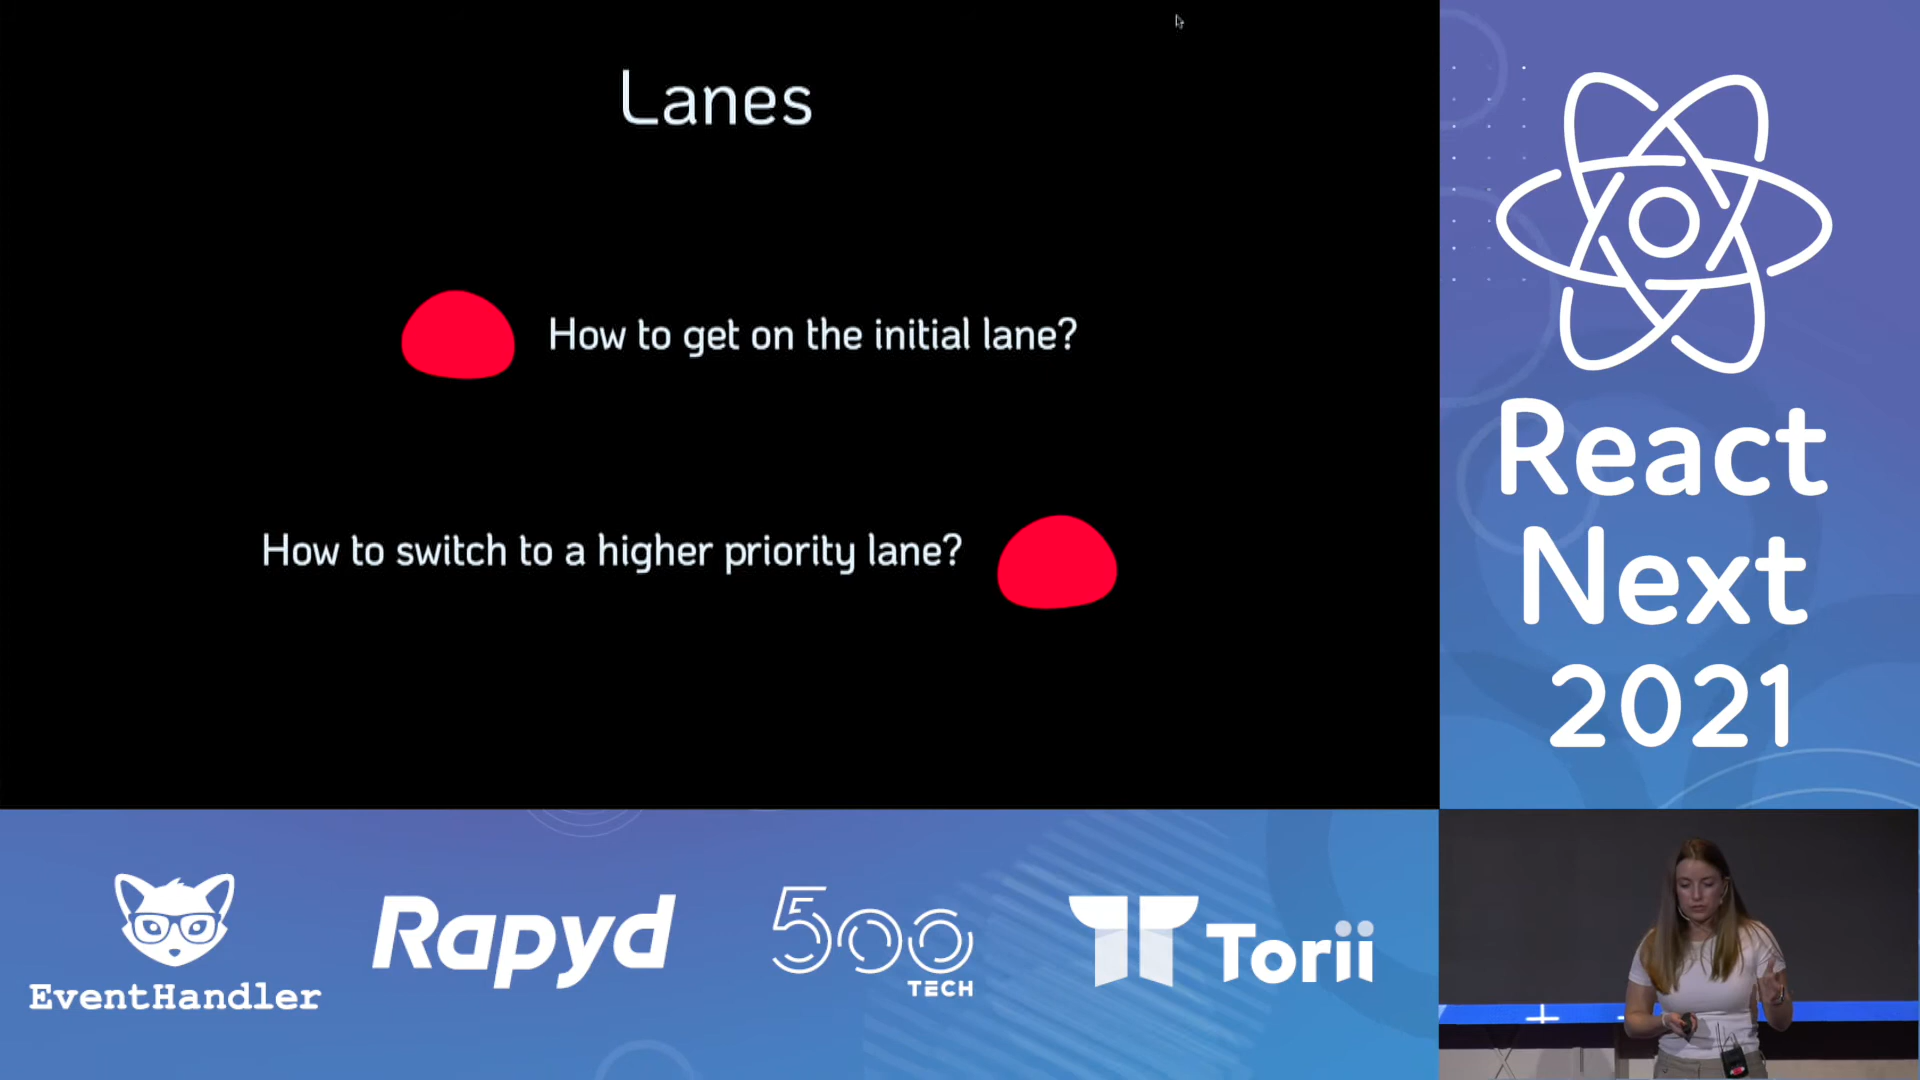 Lanes
How to get on the initial lane?
How to switch to a higher priority lane?
React
Next
2021
EventHandler
Rapyd
500
TECH
Torii